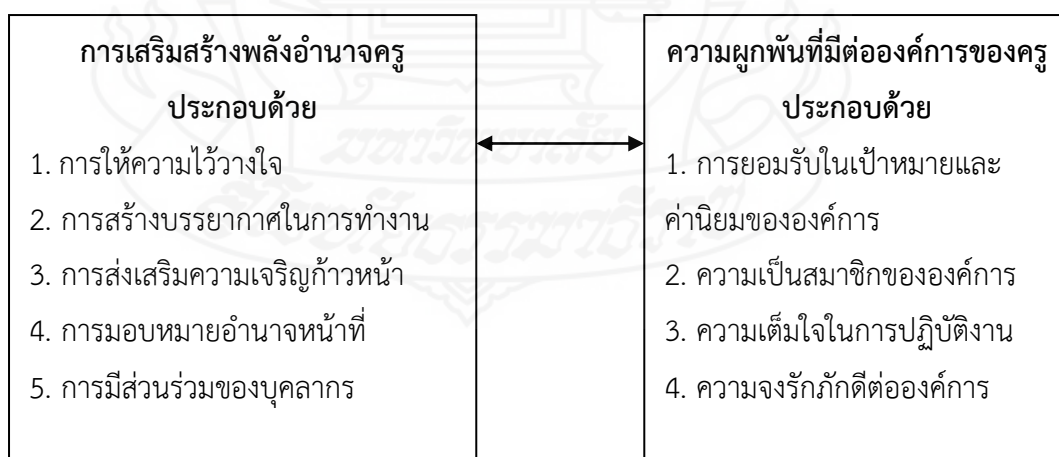 การเสริมสร้างพลังอำนาจครู
ประกอบด้วย
1. การให้ความไว้วางใจ
2. การสร้างบรรยากาศในการทำงาน
3. การส่งเสริมความเจริญก้าวหน้า
4. การมอบหมายอำนาจหน้าที่
5. การมีส่วนร่วมของบุคลากร
ความผูกพันที่มีต่อองค์การของครู
ประกอบด้วย
1. การยอมรับในเป้าหมายและ
ค่านิยมขององค์การ
2. ความเป็นสมาชิกขององค์การ
3. ความเต็มใจในการปฏิบัติงาน
4. ความจงรักภักดีต่อองค์การ